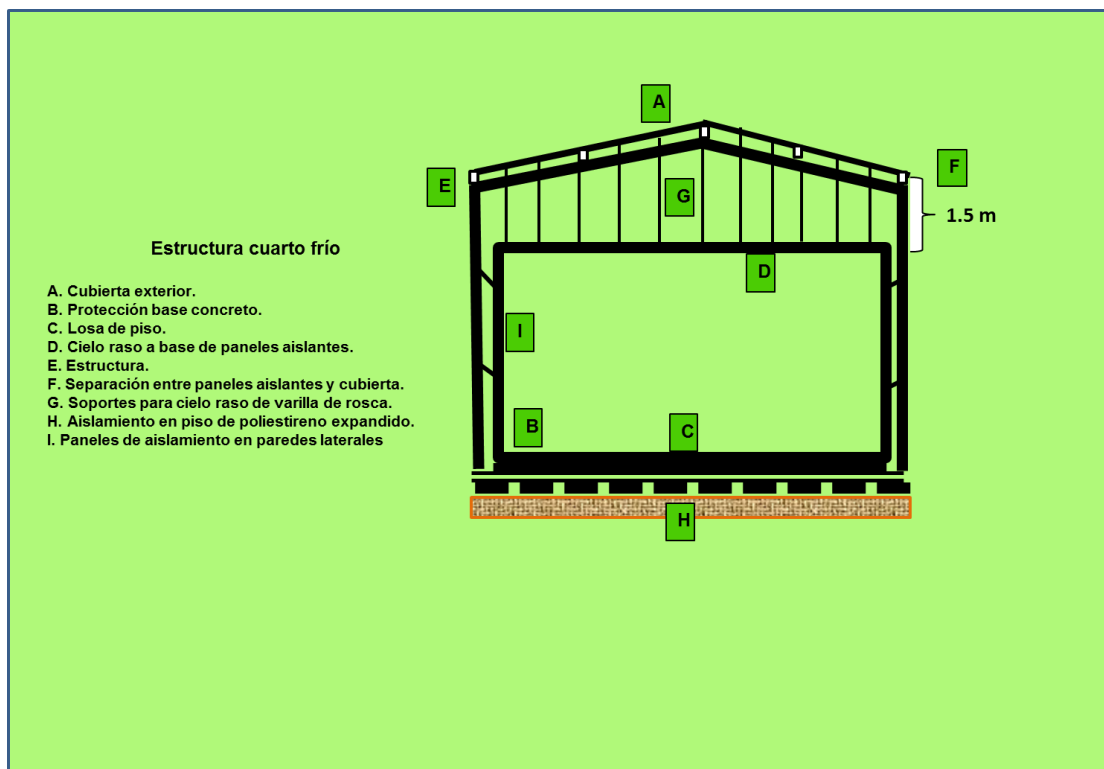 A
E
F
G
1.5 m
Estructura cuarto frío
D
A. Cubierta exterior.
B. Protección base concreto.
C. Losa de piso.
D. Cielo raso a base de paneles aislantes.
E. Estructura.
F. Separación entre paneles aislantes y cubierta.
G. Soportes para cielo raso de varilla de rosca.
H. Aislamiento en piso de poliestireno expandido.
I. Paneles de aislamiento en paredes laterales
I
B
C
H